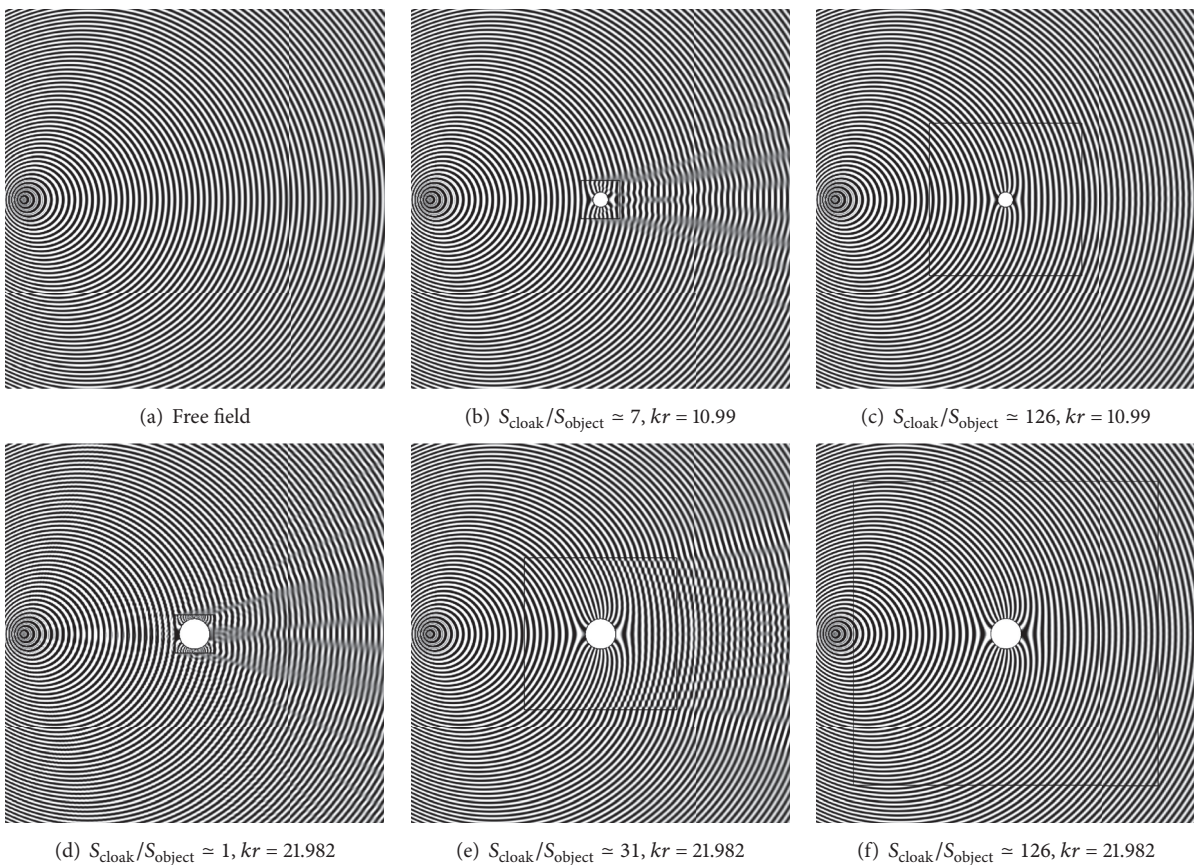 (a) Free field
(b) S_cloak/S_object ≃ 7, kr = 10.99
(c) S_cloak/S_object ≃ 126, kr = 10.99
(d) S_cloak/S_object ≃ 1, kr = 21.982
(e) S_cloak/S_object ≃ 31, kr = 21.982
(f) S_cloak/S_object ≃ 126, kr = 21.982